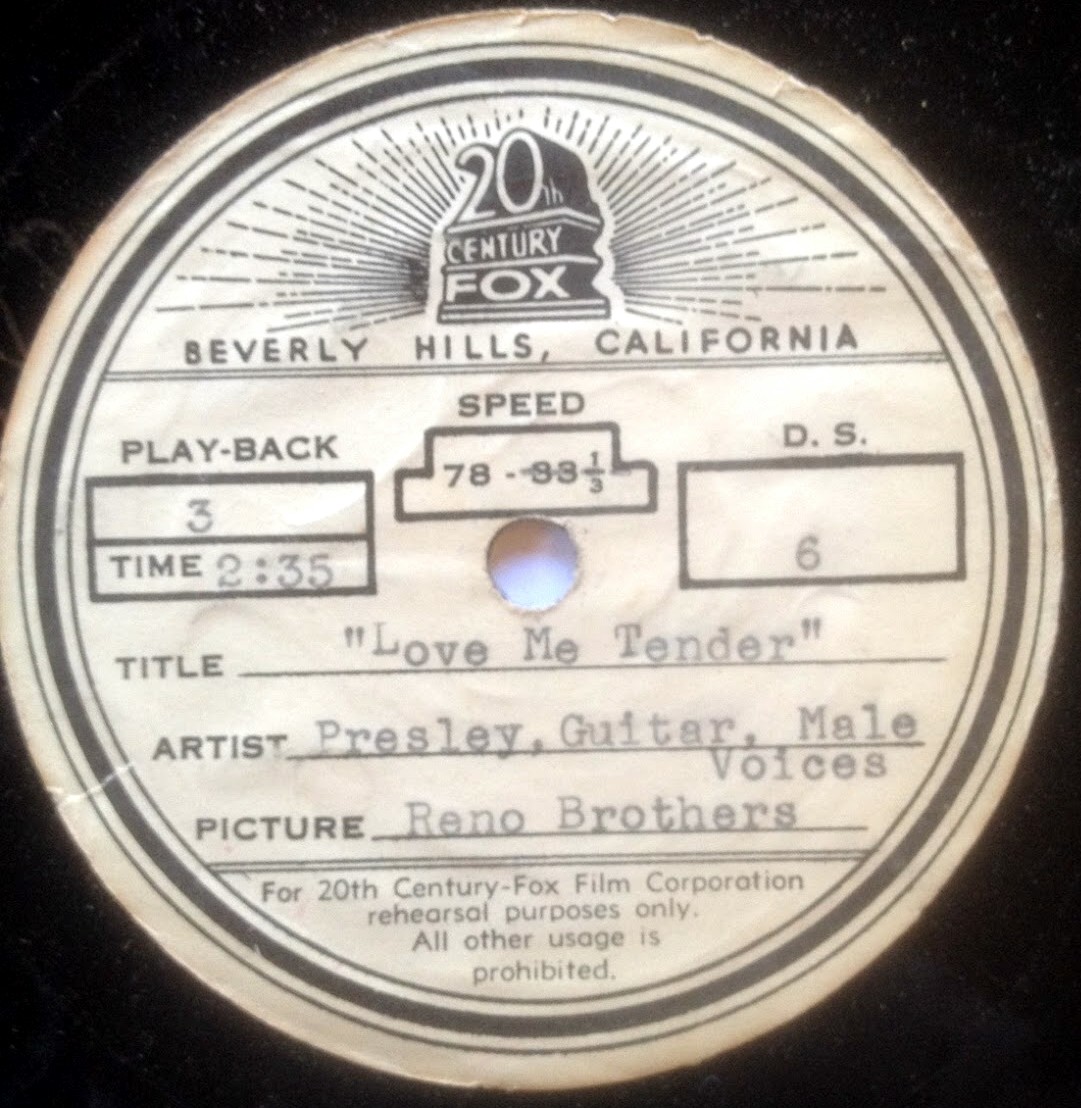 20th
CENTURY
FOX
BEVERLY HILLS, CALIFORNIA
SPEED
PLAY-BACK
D. S.
78 - 33 1/3
3
TIME 2:35
6
TITLE "Love Me Tender"
ARTIST Presley, Guitar, Male
Voices
PICTURE Reno Brothers
For 20th Century-Fox Film Corporation
rehearsal purposes only.
All other usage is
prohibited.